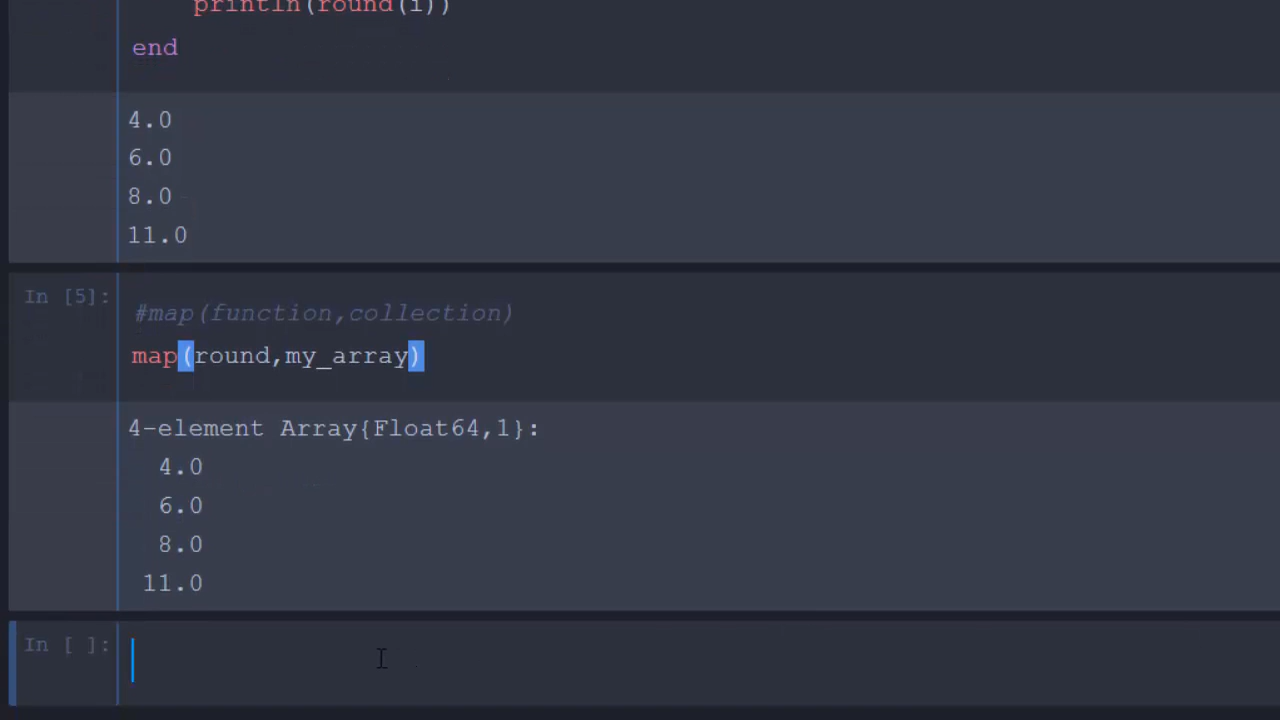 println(round(i))
end
4.0
6.0
8.0
11.0
In [5]:
#map(function,collection)
map(round,my_array)
4-element Array{Float64,1}:
4.0
6.0
8.0
11.0
In [ ]: